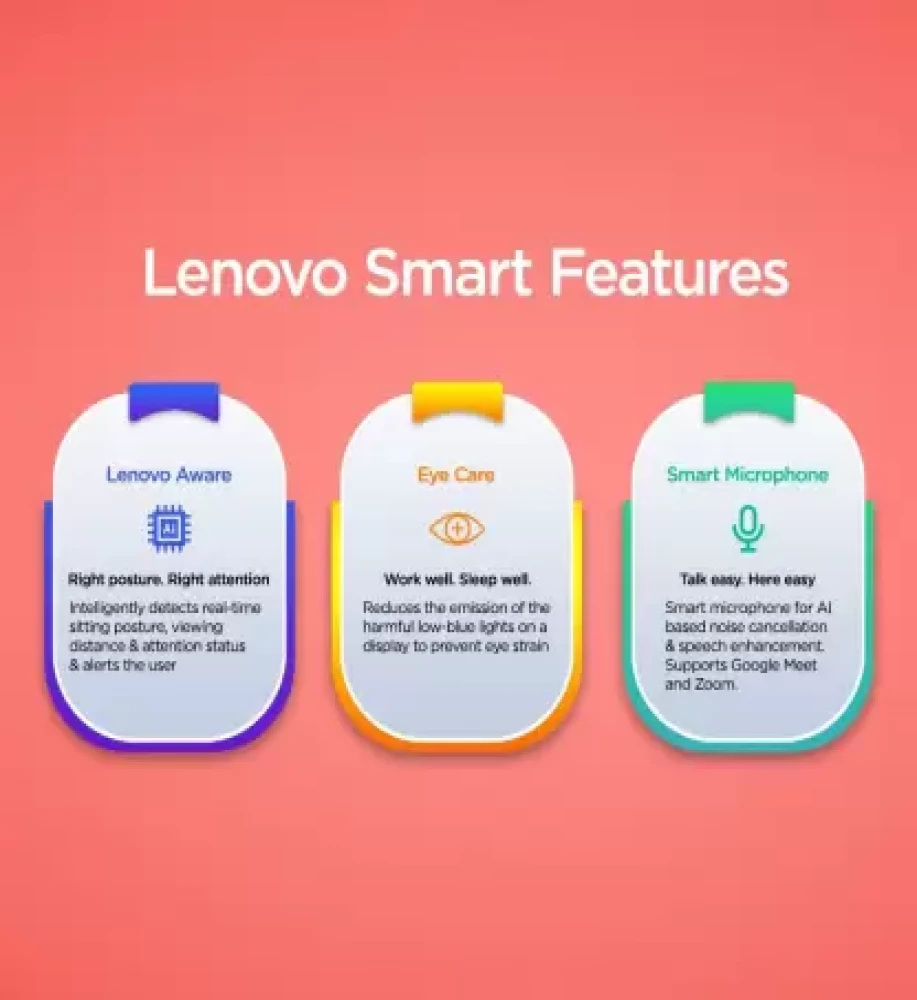 Lenovo Smart Features
Lenovo Aware
AI
Right posture. Right attention
Intelligently detects real-time
sitting posture, viewing
distance & attention status
& alerts the user
Eye Care
Work well. Sleep well.
Reduces the emission of the
harmful low-blue lights on a
display to prevent eye strain
Smart Microphone
Talk easy. Here easy
Smart microphone for AI
based noise cancellation
& speech enhancement.
Supports Google Meet
and Zoom.